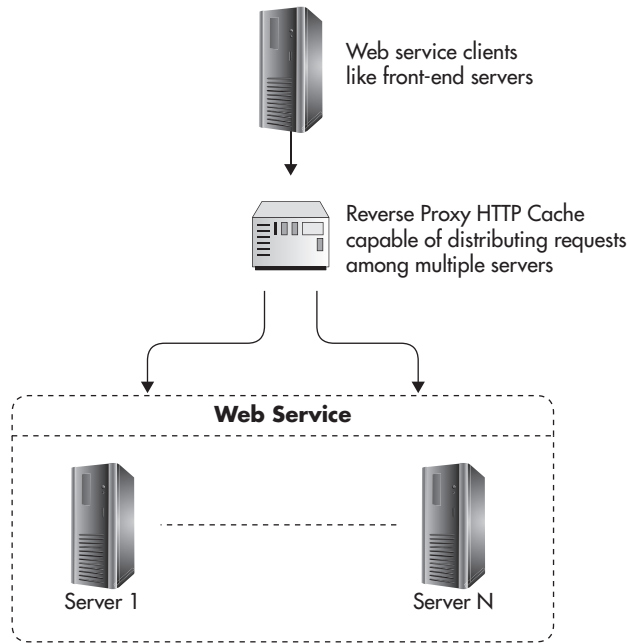 Web service clients
like front-end servers
Reverse Proxy HTTP Cache
capable of distributing requests
among multiple servers
Web Service
Server 1
Server N